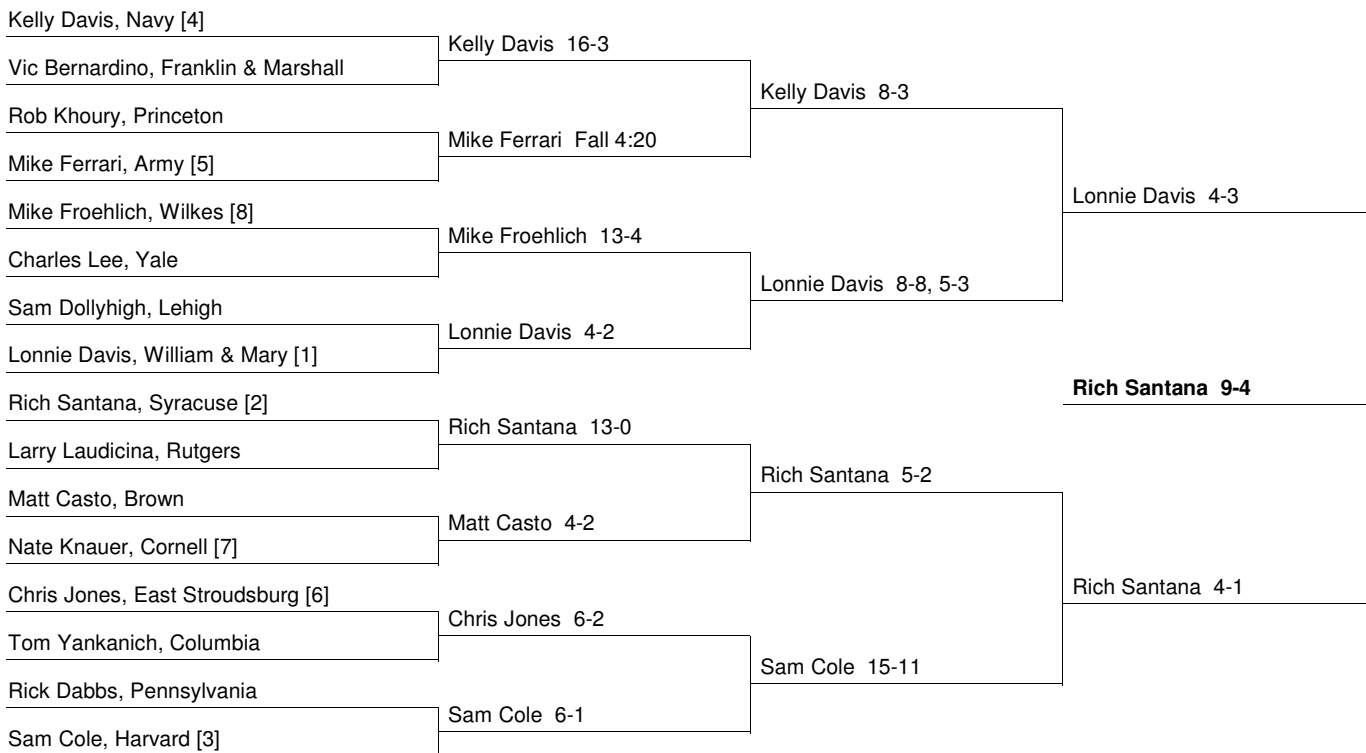 Kelly Davis, Navy [4]
Kelly Davis 16-3
Vic Bernardino, Franklin & Marshall
Kelly Davis 8-3
Rob Khoury, Princeton
Mike Ferrari Fall 4:20
Mike Ferrari, Army [5]
Lonnie Davis 4-3
Mike Froehlich, Wilkes [8]
Mike Froehlich 13-4
Charles Lee, Yale
Lonnie Davis 8-8, 5-3
Sam Dollyhigh, Lehigh
Lonnie Davis 4-2
Lonnie Davis, William & Mary [1]
Rich Santana 9-4
Rich Santana, Syracuse [2]
Rich Santana 13-0
Larry Laudicina, Rutgers
Rich Santana 5-2
Matt Casto, Brown
Matt Casto 4-2
Nate Knauer, Cornell [7]
Rich Santana 4-1
Chris Jones, East Stroudsburg [6]
Chris Jones 6-2
Tom Yankanich, Columbia
Sam Cole 15-11
Rick Dabbs, Pennsylvania
Sam Cole 6-1
Sam Cole, Harvard [3]